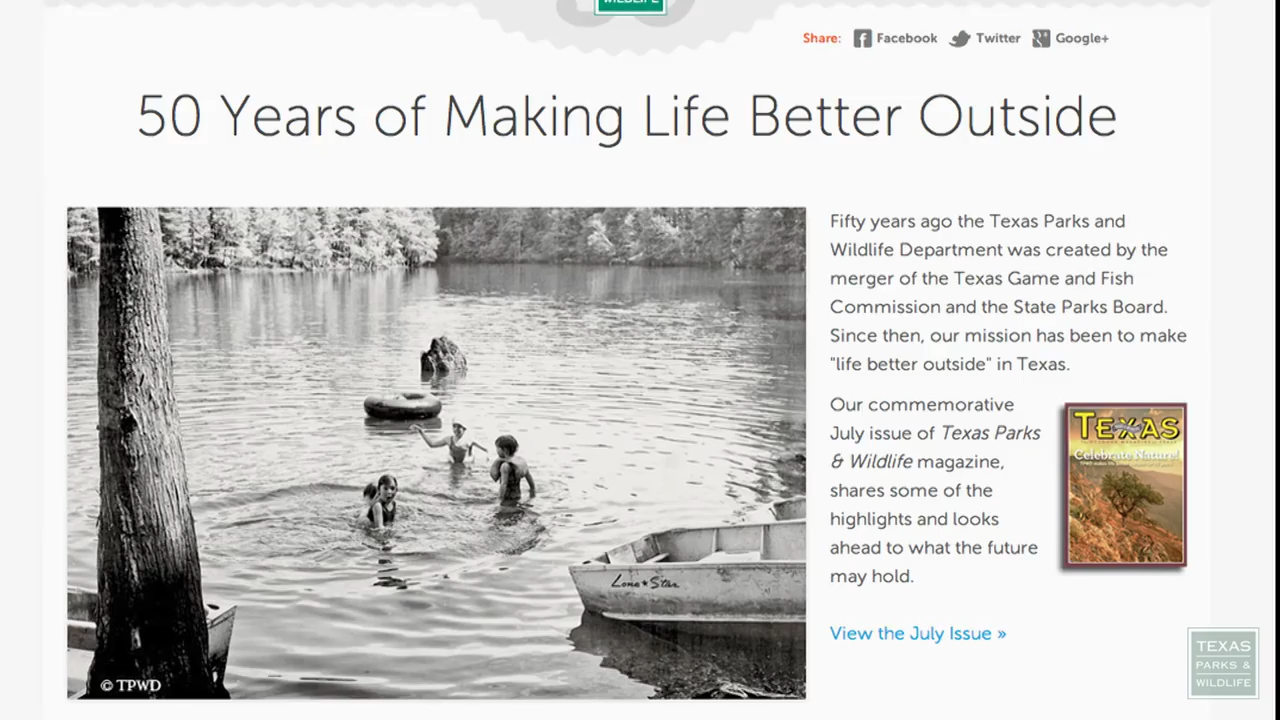 WILDLIFE
Share: Facebook Twitter Google+
50 Years of Making Life Better Outside
Fifty years ago the Texas Parks and
Wildlife Department was created by the
merger of the Texas Game and Fish
Commission and the State Parks Board.
Since then, our mission has been to make
"life better outside" in Texas.
Our commemorative
July issue of Texas Parks
& Wildlife magazine,
shares some of the
highlights and looks
ahead to what the future
may hold.
TEXAS
Celebrate Nature!
View the July Issue »
Lone★Star
© TPWD
TEXAS
PARKS &
WILDLIFE